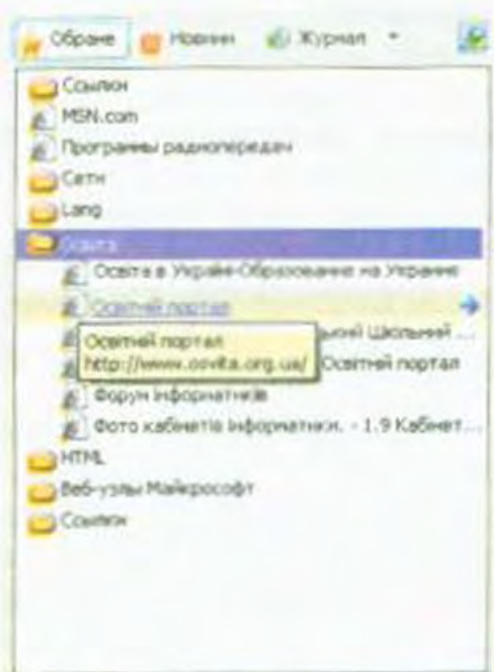 Обране Новини Журнал
Ссылки
MSN.com
Программы радиопередач
Сети
Lang
Освіта
Освіта в Україні-Образование на Украине
Освітній портал
Шкільний ...
Освітній портал
http://www.osvita.org.ua/
Освітній портал
Форум інформатиків
Фото кабінетів інформатики. - 1.9 Кабінет...
HTML
Веб-узлы Майкрософт
Ссылки